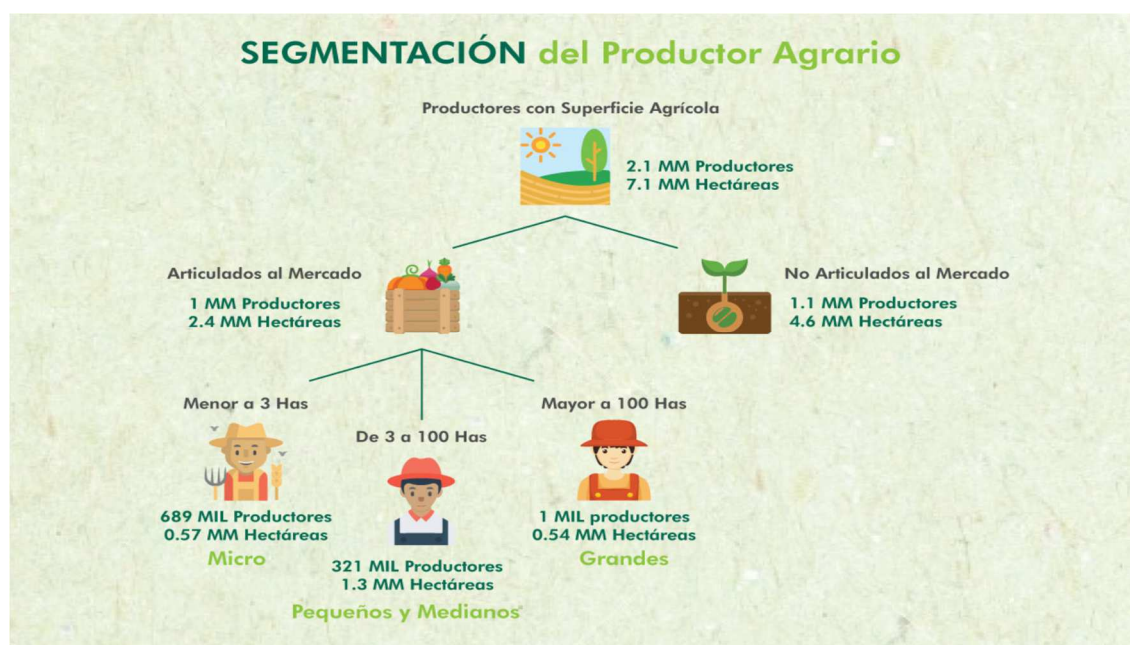 SEGMENTACIÓN del Productor Agrario
Productores con Superficie Agrícola
2.1 MM Productores
7.1 MM Hectáreas
Articulados al Mercado
1 MM Productores
2.4 MM Hectáreas
No Articulados al Mercado
1.1 MM Productores
4.6 MM Hectáreas
Menor a 3 Has
689 MIL Productores
0.57 MM Hectáreas
Micro
De 3 a 100 Has
321 MIL Productores
1.3 MM Hectáreas
Pequeños y Medianos
Mayor a 100 Has
1 MIL productores
0.54 MM Hectáreas
Grandes